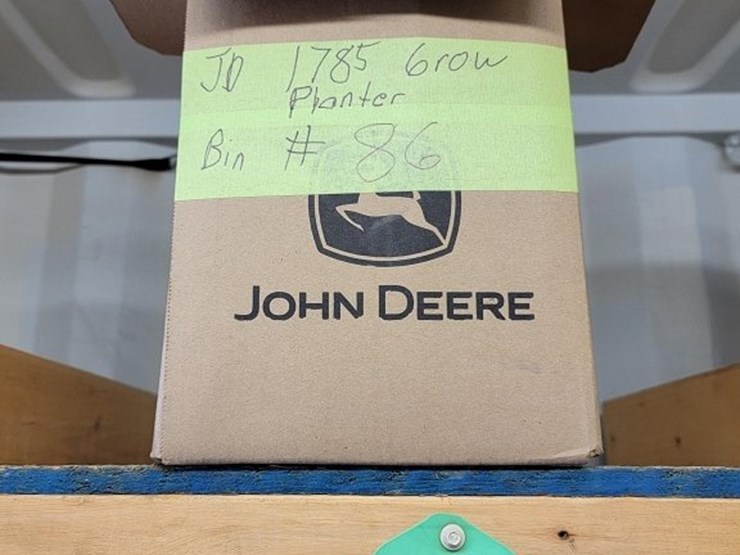 JD 1785 6row
Planter
Bin # 86
JOHN DEERE